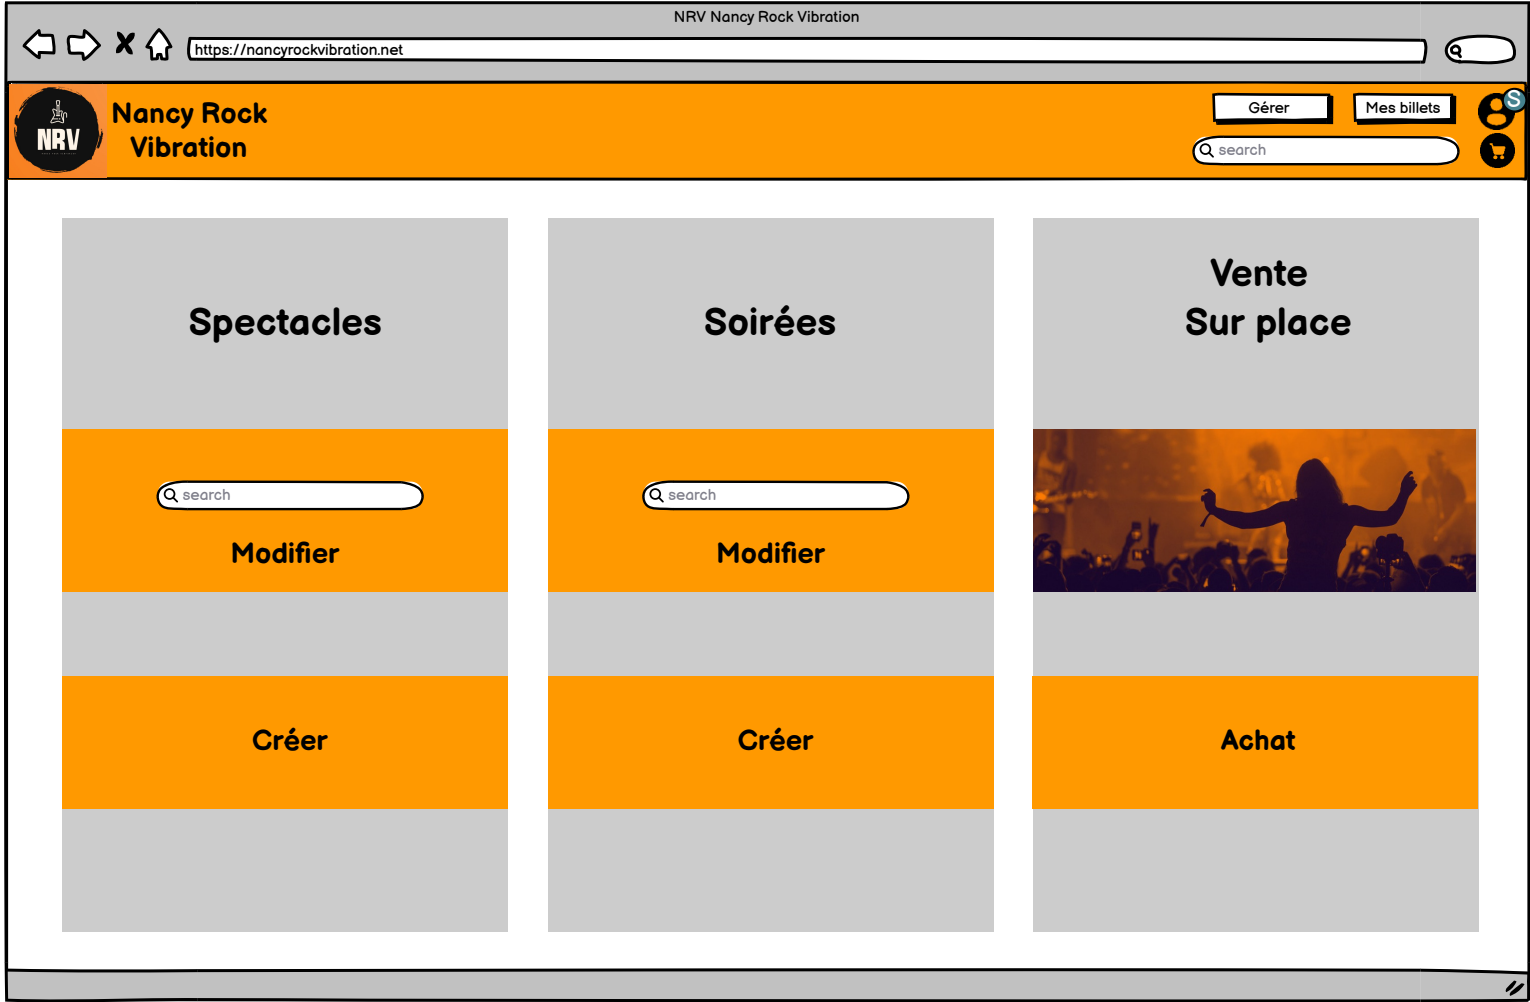 NRV Nancy Rock Vibration
https://nancyrockvibration.net
NRV
Nancy Rock
Vibration
Gérer
Mes billets
S
search
Spectacles
search
Modifier
Créer
Soirées
search
Modifier
Créer
Vente
Sur place
Achat